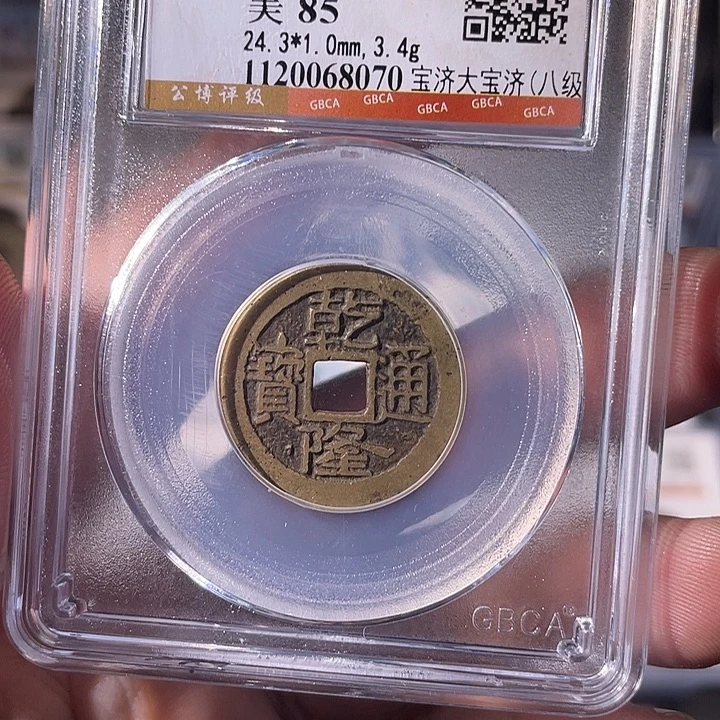 美 85
24.3*1.0mm, 3.4g
1120068070 宝济大宝济(八级
公博评级 GBCA GBCA GBCA GBCA GBCA
乾
寶 通
隆
GBCA®